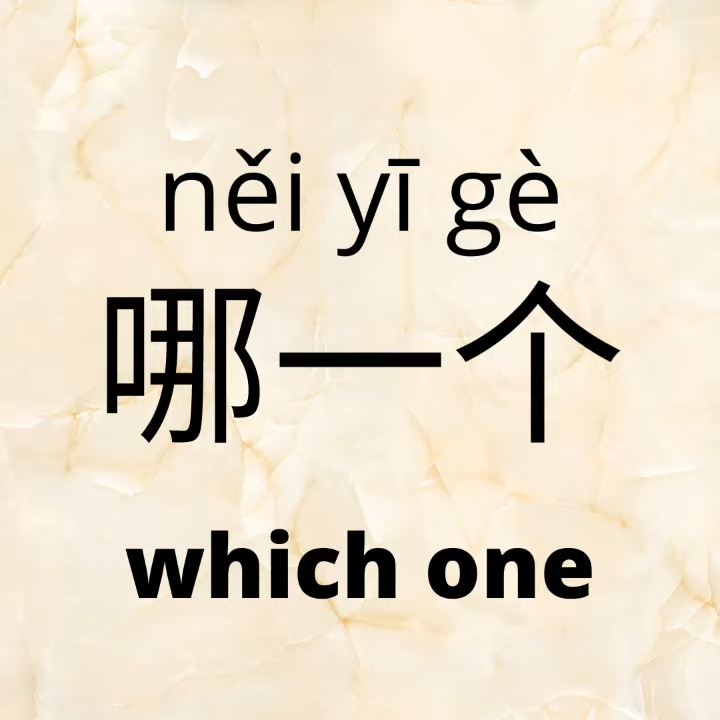 něi yī gè
哪一个
which one